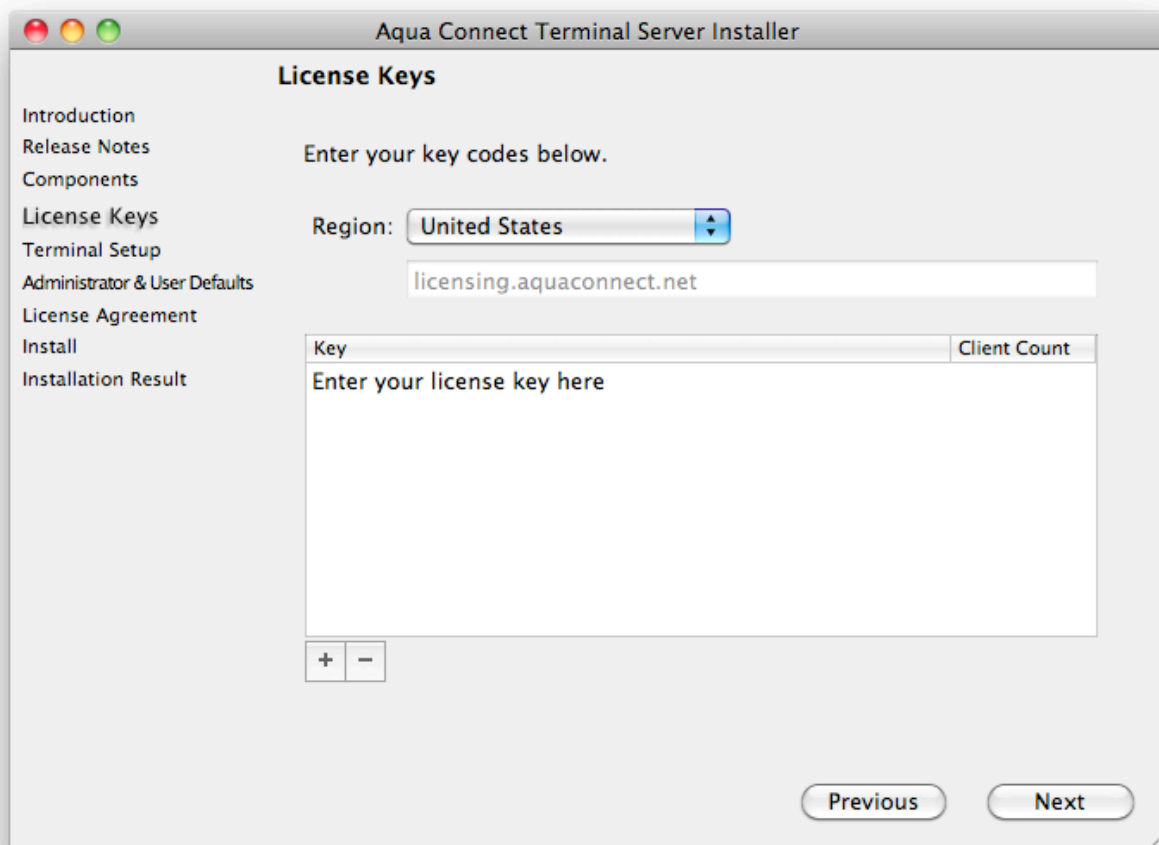 Aqua Connect Terminal Server Installer
License Keys
Introduction
Release Notes
Components
License Keys
Terminal Setup
Administrator & User Defaults
License Agreement
Install
Installation Result
Enter your key codes below.
Region: United States
licensing.aquaconnect.net
Key Client Count
Enter your license key here
+ −
Previous Next